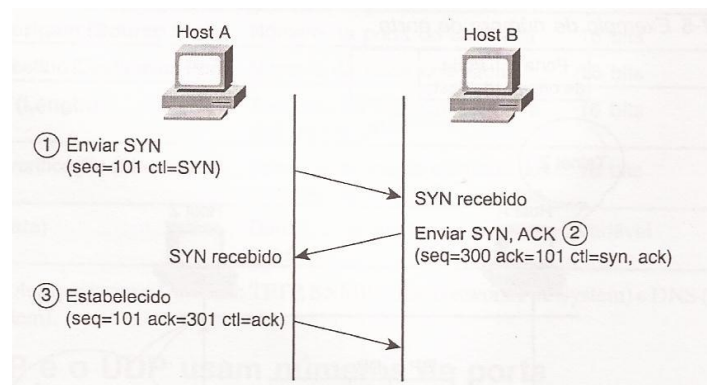 Host A
Host B
① Enviar SYN
(seq=101 ctl=SYN)
SYN recebido
Enviar SYN, ACK ②
(seq=300 ack=101 ctl=syn, ack)
SYN recebido
③ Estabelecido
(seq=101 ack=301 ctl=ack)